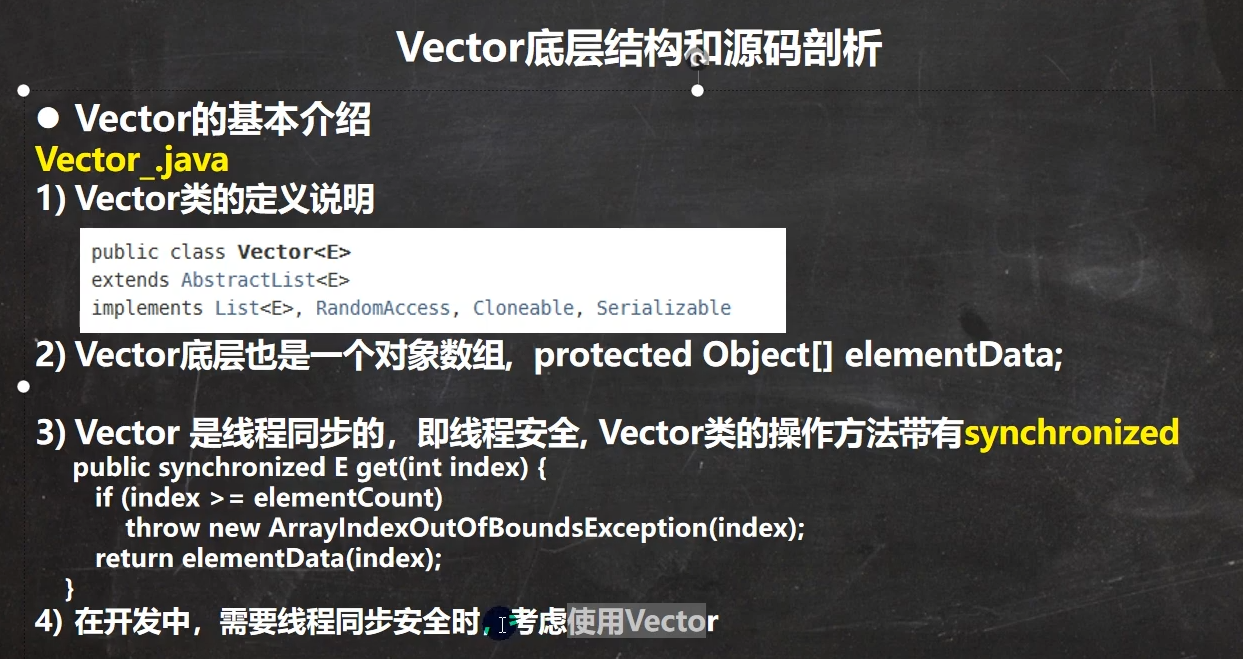 Vector底层结构和源码剖析
● Vector的基本介绍
Vector_.java
1) Vector类的定义说明
public class Vector<E>
extends AbstractList<E>
implements List<E>, RandomAccess, Cloneable, Serializable
2) Vector底层也是一个对象数组, protected Object[] elementData;
3) Vector 是线程同步的，即线程安全, Vector类的操作方法带有synchronized
public synchronized E get(int index) {
if (index >= elementCount)
throw new ArrayIndexOutOfBoundsException(index);
return elementData(index);
}
4) 在开发中，需要线程同步安全时，考虑使用Vector